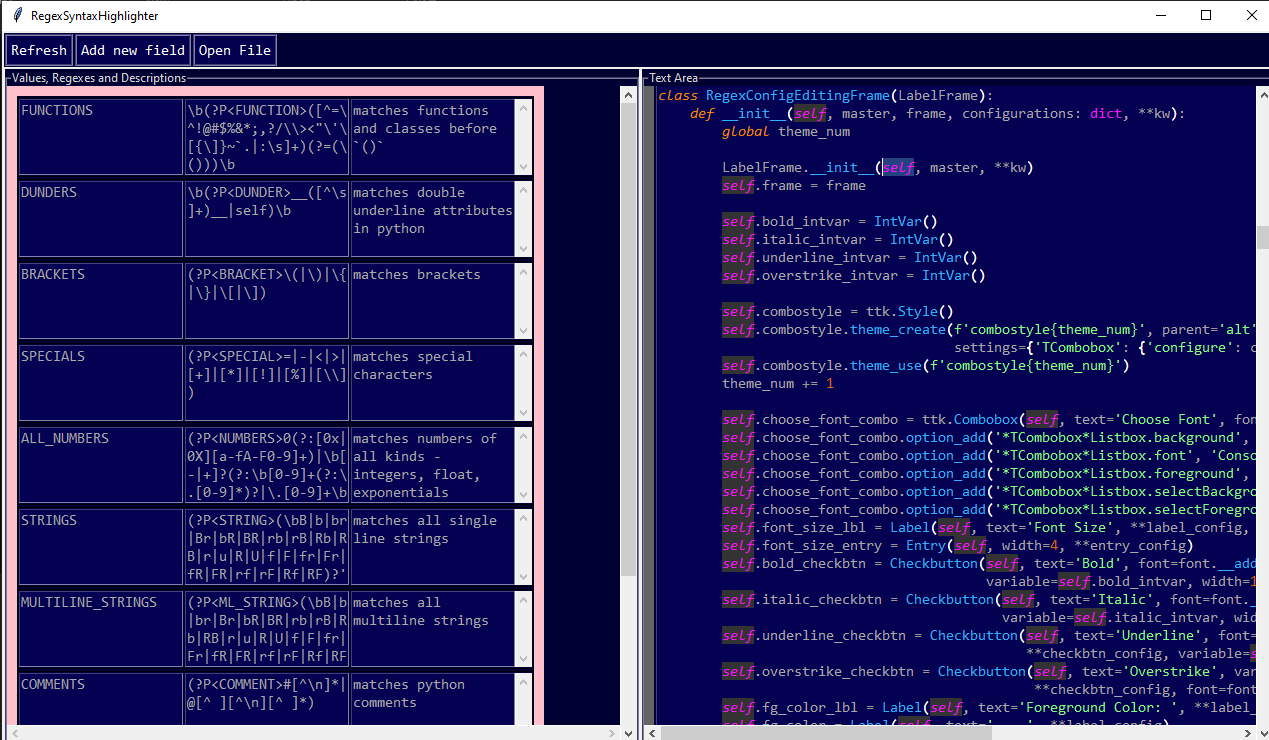 RegexSyntaxHighlighter
Refresh
Add new field
Open File
Values, Regexes and Descriptions
FUNCTIONS
\b(?P<FUNCTION>([^=\
^!@#$%&*;,?/\\><"\'\
[{\]}~`.|:\s]+)(?=(\
()))\b
matches functions
and classes before
`()`
DUNDERS
\b(?P<DUNDER>__([^\s
]+)__|self)\b
matches double
underline attributes
in python
BRACKETS
(?P<BRACKET>\(|\)|\{
|\}|\[|\])
matches brackets
SPECIALS
(?P<SPECIAL>=|-|<|>|
[+]|[*]|[!]|[%]|[\\]
)
matches special
characters
ALL_NUMBERS
(?P<NUMBERS>0(?:[0x|
0X][a-fA-F0-9]+)|\b[
-|+]?(?:\b[0-9]+(?:\
.[0-9]*)?|\.[0-9]+\b
matches numbers of
all kinds -
integers, float,
exponentials
STRINGS
(?P<STRING>(\bB|b|br
|Br|bR|BR|rb|rB|Rb|R
B|r|u|R|U|f|F|fr|Fr|
fR|FR|rf|rF|Rf|RF)?'
matches all single
line strings
MULTILINE_STRINGS
(?P<ML_STRING>(\bB|b
|br|Br|bR|BR|rb|rB|R
b|RB|r|u|R|U|f|F|fr|
Fr|fR|FR|rf|rF|Rf|RF
matches all
multiline strings
COMMENTS
(?P<COMMENT>#[^\n]*|
@[^ ][^\n][^ ]*)
matches python
comments
Text Area
class RegexConfigEditingFrame(LabelFrame):
def __init__(self, master, frame, configurations: dict, **kw):
global theme_num
LabelFrame.__init__(self, master, **kw)
self.frame = frame
self.bold_intvar = IntVar()
self.italic_intvar = IntVar()
self.underline_intvar = IntVar()
self.overstrike_intvar = IntVar()
self.combostyle = ttk.Style()
self.combostyle.theme_create(f'combostyle{theme_num}', parent='alt'
settings={'TCombobox': {'configure': c
self.combostyle.theme_use(f'combostyle{theme_num}')
theme_num += 1
self.choose_font_combo = ttk.Combobox(self, text='Choose Font', fon
self.choose_font_combo.option_add('*TCombobox*Listbox.background',
self.choose_font_combo.option_add('*TCombobox*Listbox.font', 'Conso
self.choose_font_combo.option_add('*TCombobox*Listbox.foreground',
self.choose_font_combo.option_add('*TCombobox*Listbox.selectBackgro
self.choose_font_combo.option_add('*TCombobox*Listbox.selectForegro
self.font_size_lbl = Label(self, text='Font Size', **label_config,
self.font_size_entry = Entry(self, width=4, **entry_config)
self.bold_checkbtn = Checkbutton(self, text='Bold', font=font.__add
variable=self.bold_intvar, width=1
self.italic_checkbtn = Checkbutton(self, text='Italic', font=font._
variable=self.italic_intvar, wid
self.underline_checkbtn = Checkbutton(self, text='Underline', font=
**checkbtn_config, variable=s
self.overstrike_checkbtn = Checkbutton(self, text='Overstrike', var
**checkbtn_config, font=font
self.fg_color_lbl = Label(self, text='Foreground Color: ', **label_
self.fg_color = Label(self, text='    ', **label_config)